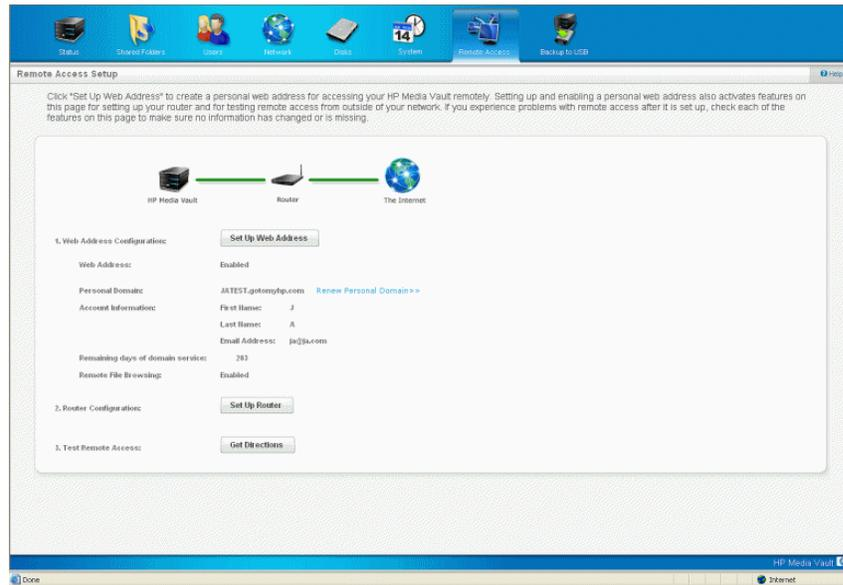 Status Shared Folders Users Network Disks System Remote Access Backup to USB
14
Remote Access Setup
Help
Click "Set Up Web Address" to create a personal web address for accessing your HP Media Vault remotely. Setting up and enabling a personal web address also activates features on
this page for setting up your router and for testing remote access from outside of your network. If you experience problems with remote access after it is set up, check each of the
features on this page to make sure no information has changed or is missing.
HP Media Vault Router The Internet
1. Web Address Configuration: Set Up Web Address
Web Address: Enabled
Personal Domain: JATEST.gotomyhp.com Renew Personal Domain>>
Account Information: First Name: J
Last Name: A
Email Address: ja@ja.com
Remaining days of domain service: 203
Remote File Browsing: Enabled
2. Router Configuration: Set Up Router
3. Test Remote Access: Get Directions
HP Media Vault
Done Internet